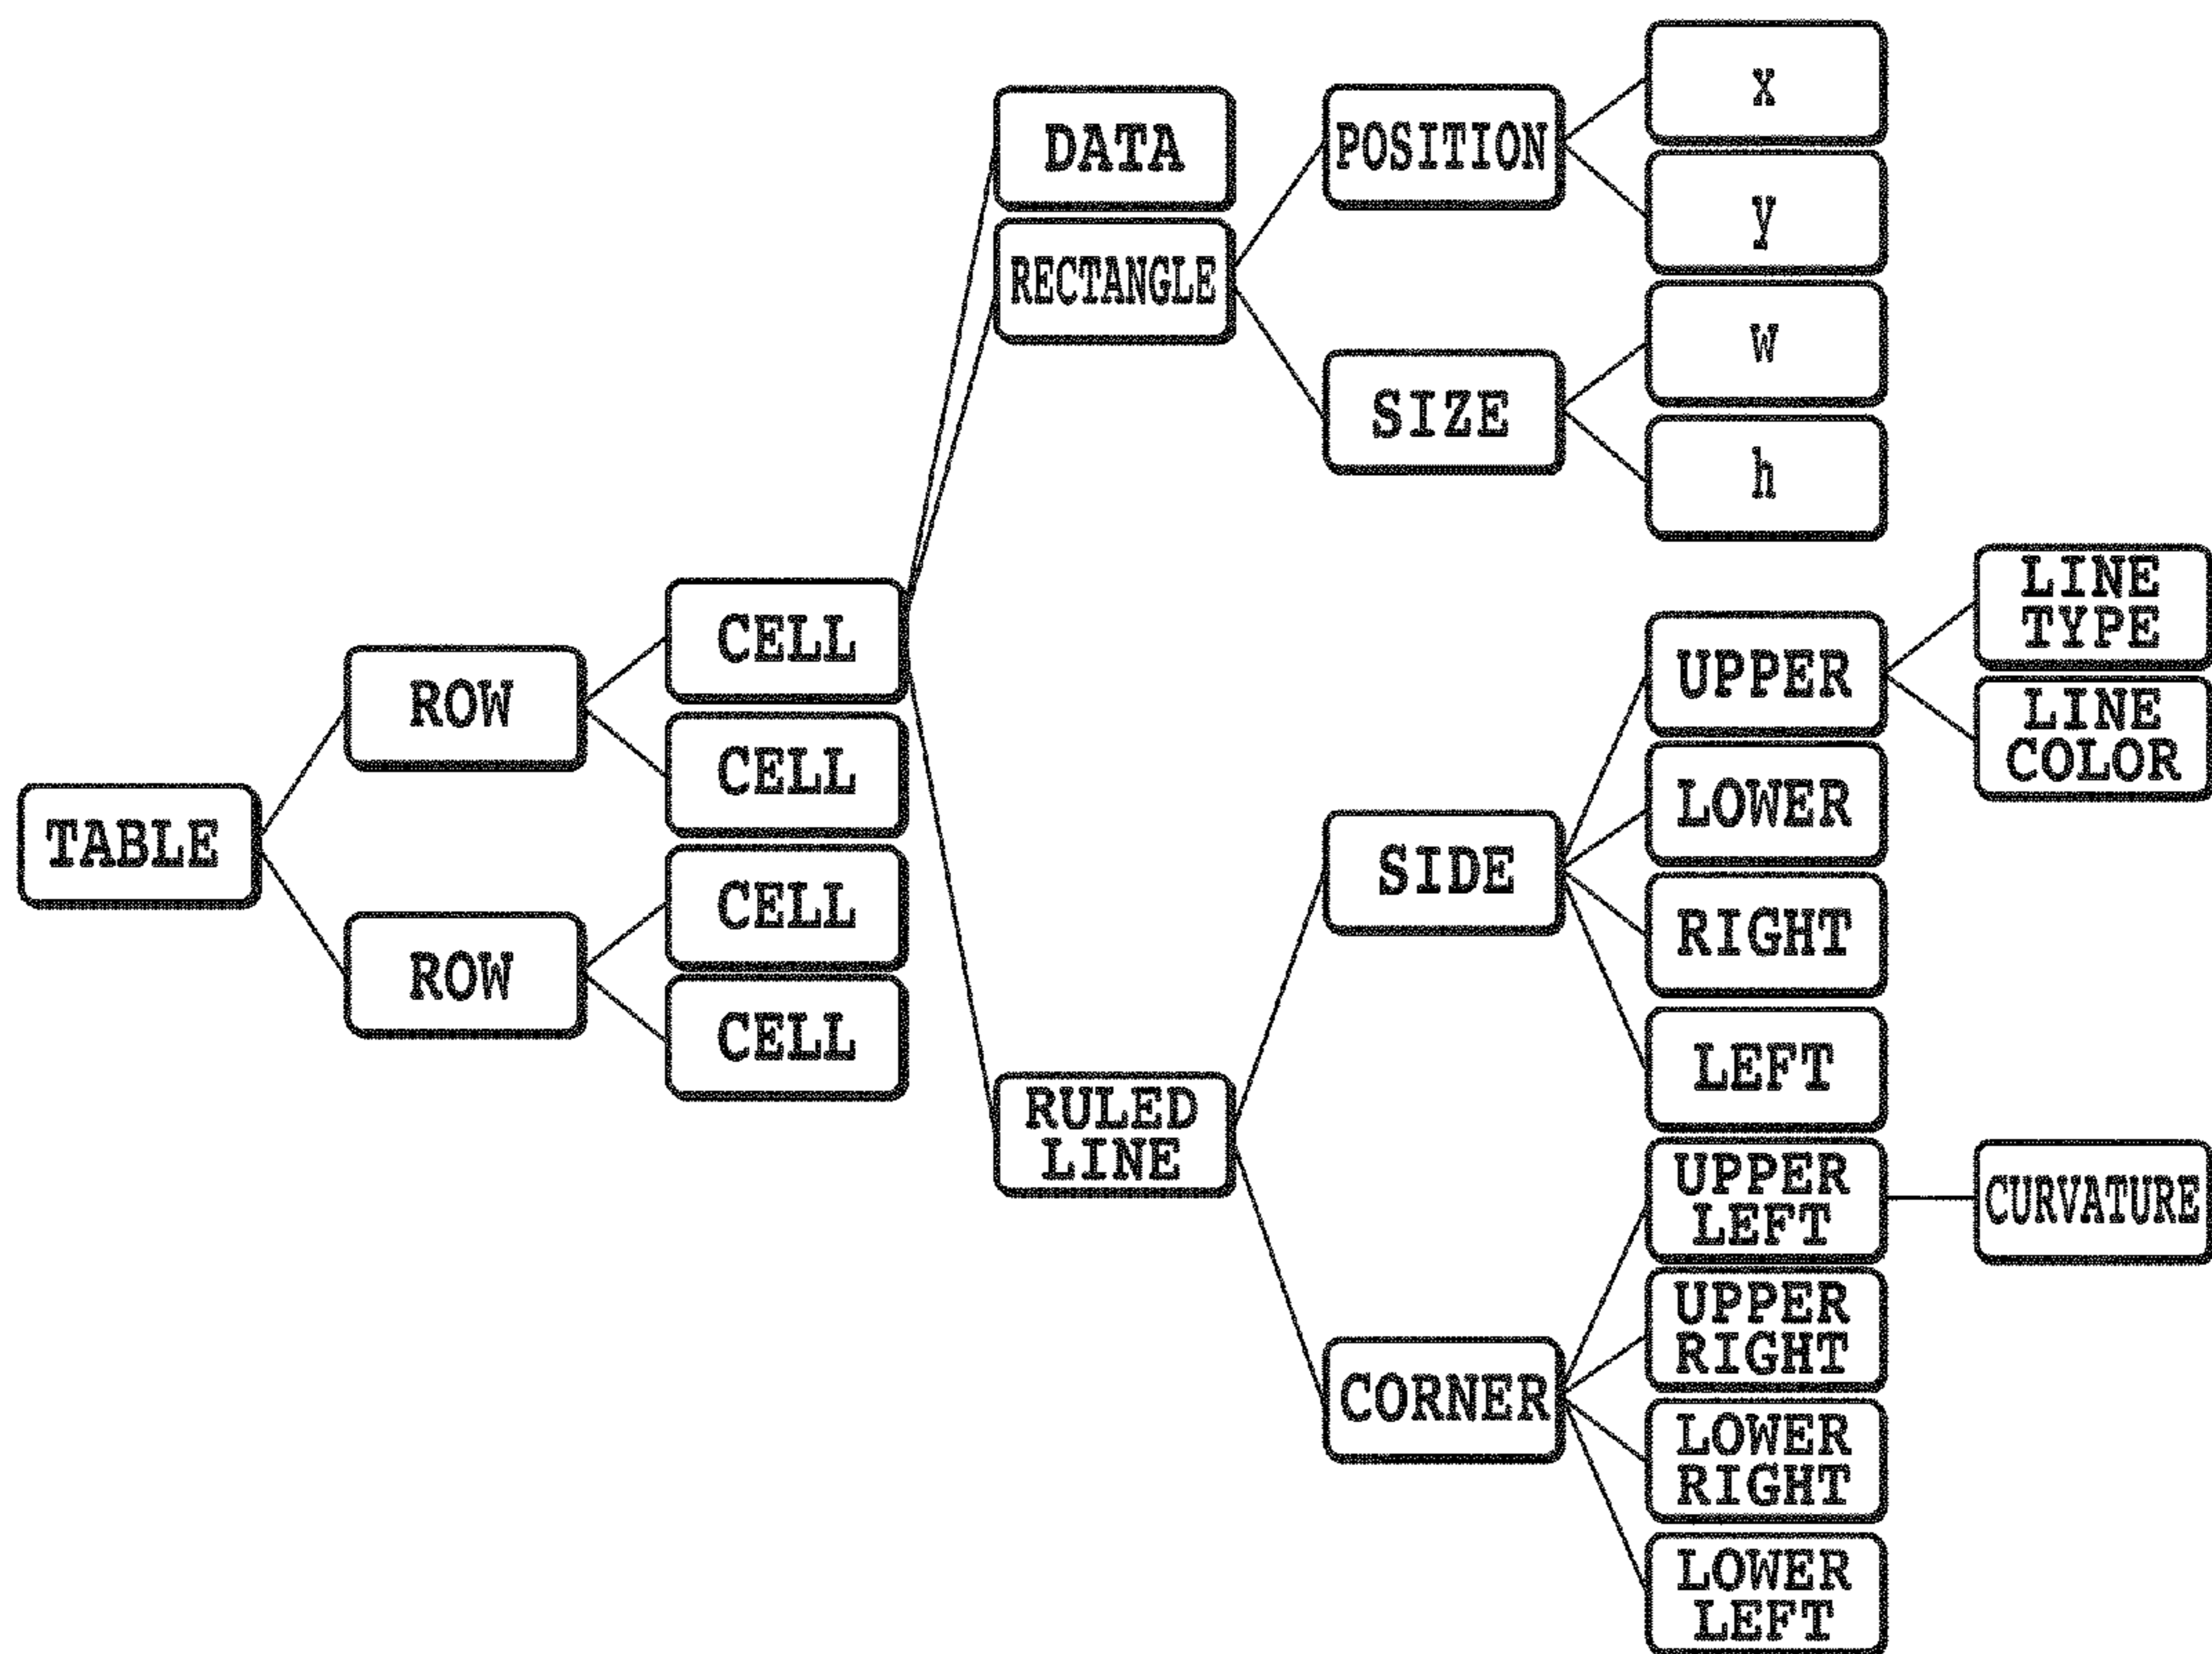 TABLE
ROW
ROW
CELL
CELL
CELL
CELL
DATA
RECTANGLE
RULED
LINE
POSITION
SIZE
SIDE
CORNER
x
y
w
h
UPPER
LOWER
RIGHT
LEFT
UPPER
LEFT
UPPER
RIGHT
LOWER
RIGHT
LOWER
LEFT
LINE
TYPE
LINE
COLOR
CURVATURE